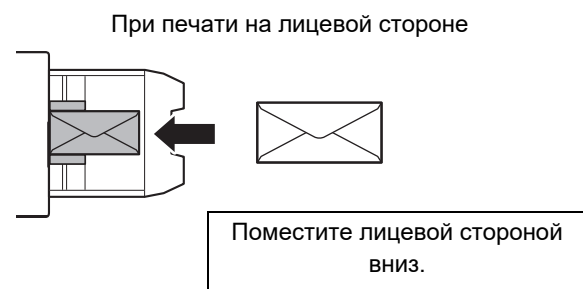 При печати на лицевой стороне
Поместите лицевой стороной
вниз.